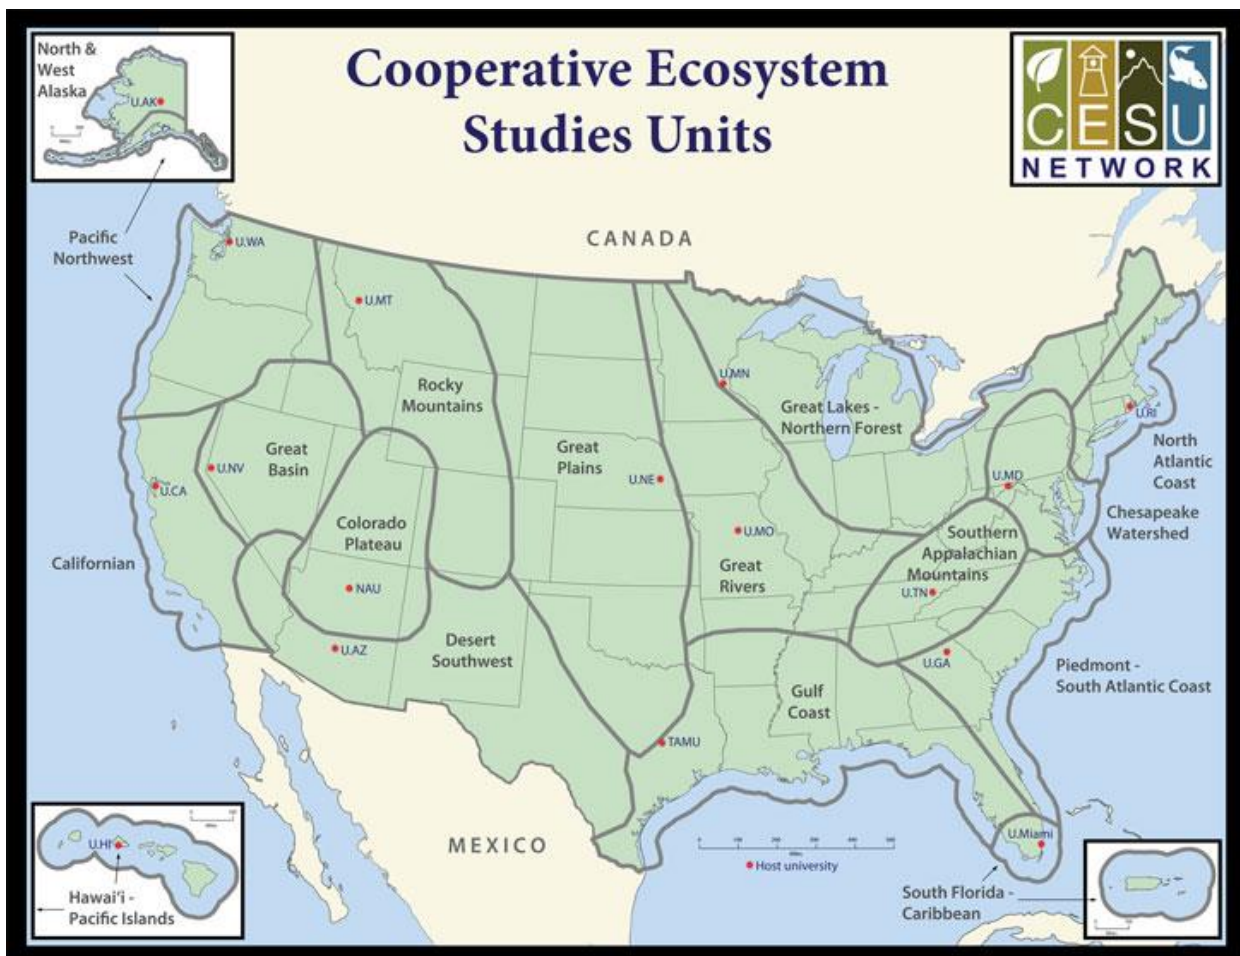 Cooperative Ecosystem
Studies Units
North &
West
Alaska
U.AK
CESU
NETWORK
Pacific
Northwest
CANADA
U.WA
U.MT
Rocky
Mountains
U.MN
Great Lakes -
Northern Forest
U.RI
North
Atlantic
Coast
Great
Basin
U.NV
U.CA
Great
Plains
U.NE
U.MD
Chesapeake
Watershed
Colorado
Plateau
U.MO
Great
Rivers
Southern
Appalachian
Mountains
U.TN
Californian
NAU
U.AZ
Desert
Southwest
U.GA
Piedmont -
South Atlantic Coast
Gulf
Coast
TAMU
U.HI
Hawai'i -
Pacific Islands
MEXICO
Host university
U.Miami
South Florida -
Caribbean